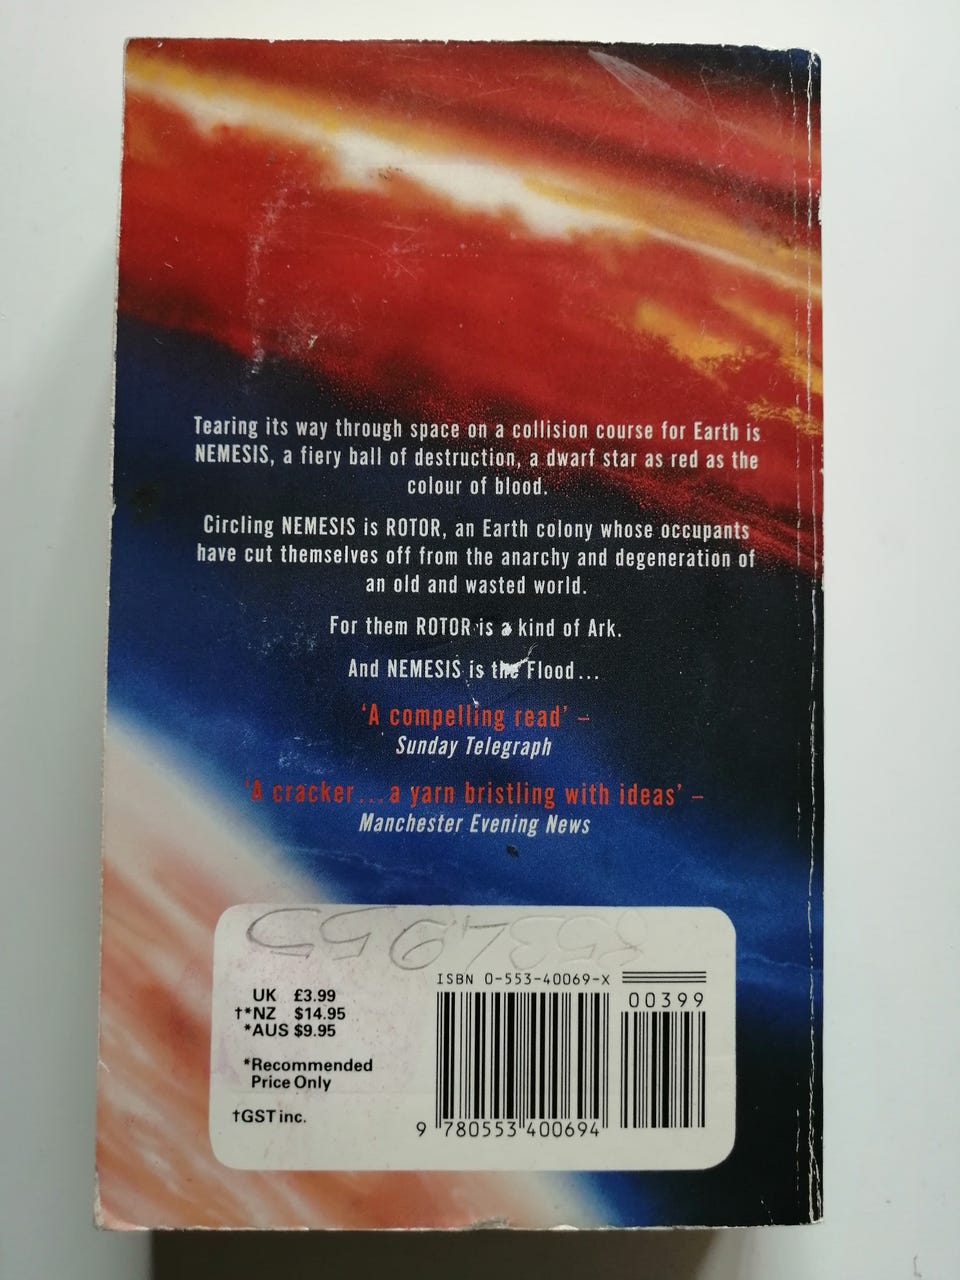 Tearing its way through space on a collision course for Earth is
NEMESIS, a fiery ball of destruction, a dwarf star as red as the
colour of blood.
Circling NEMESIS is ROTOR, an Earth colony whose occupants
have cut themselves off from the anarchy and degeneration of
an old and wasted world.
For them ROTOR is a kind of Ark.
And NEMESIS is the Flood...
'A compelling read' –
Sunday Telegraph
'A cracker...a yarn bristling with ideas' –
Manchester Evening News
UK £3.99
†*NZ $14.95
*AUS $9.95
*Recommended
Price Only
†GST inc.
ISBN 0-553-40069-X
00399
9 780553 400694